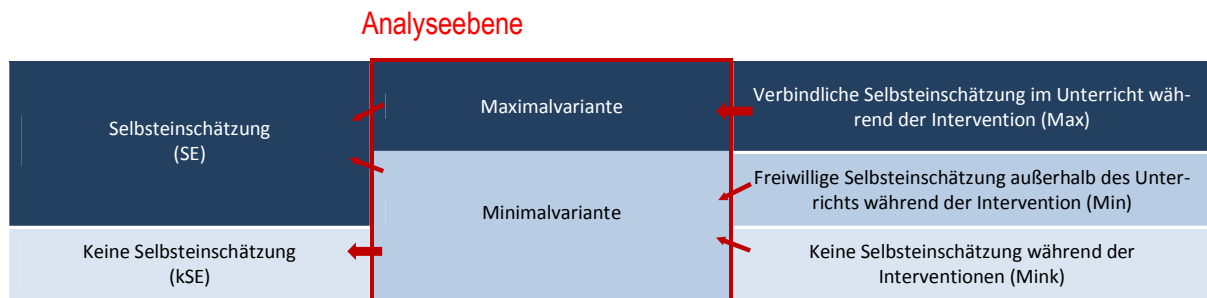 Analyseebene
Selbsteinschätzung
(SE)
Keine Selbsteinschätzung
(kSE)
Maximalvariante
Minimalvariante
Verbindliche Selbsteinschätzung im Unterricht wäh-
rend der Intervention (Max)
Freiwillige Selbsteinschätzung außerhalb des Unter-
richts während der Intervention (Min)
Keine Selbsteinschätzung während der
Interventionen (Mink)